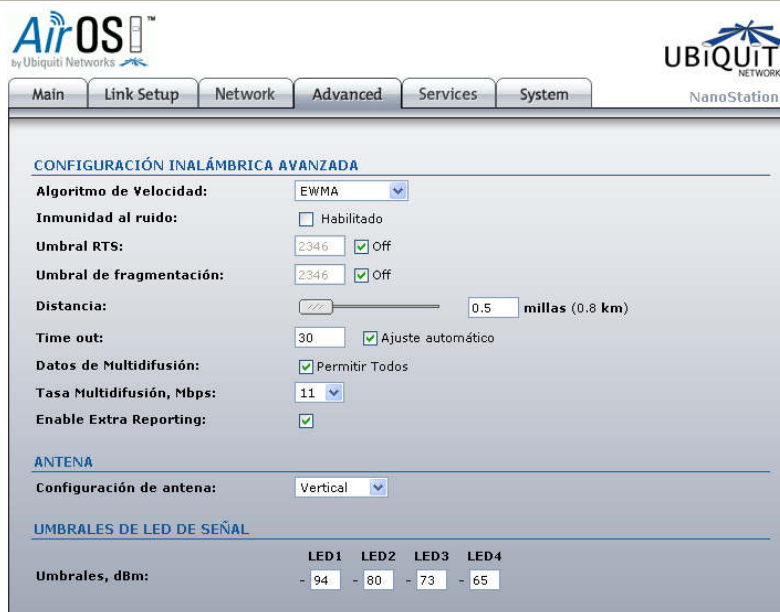 AirOS™
by Ubiquiti Networks
UBIQUIT
NETWORK
Main Link Setup Network Advanced Services System
NanoStation
CONFIGURACIÓN INALÁMBRICA AVANZADA
Algoritmo de Velocidad: EWMA
Inmunidad al ruido: Habilitado
Umbral RTS: 2346 Off
Umbral de fragmentación: 2346 Off
Distancia: 0.5 millas (0.8 km)
Time out: 30 Ajuste automático
Datos de Multidifusión: Permitir Todos
Tasa Multidifusión, Mbps: 11
Enable Extra Reporting:
ANTENA
Configuración de antena: Vertical
UMBRALES DE LED DE SEÑAL
LED1 LED2 LED3 LED4
Umbrales, dBm: - 94 - 80 - 73 - 65